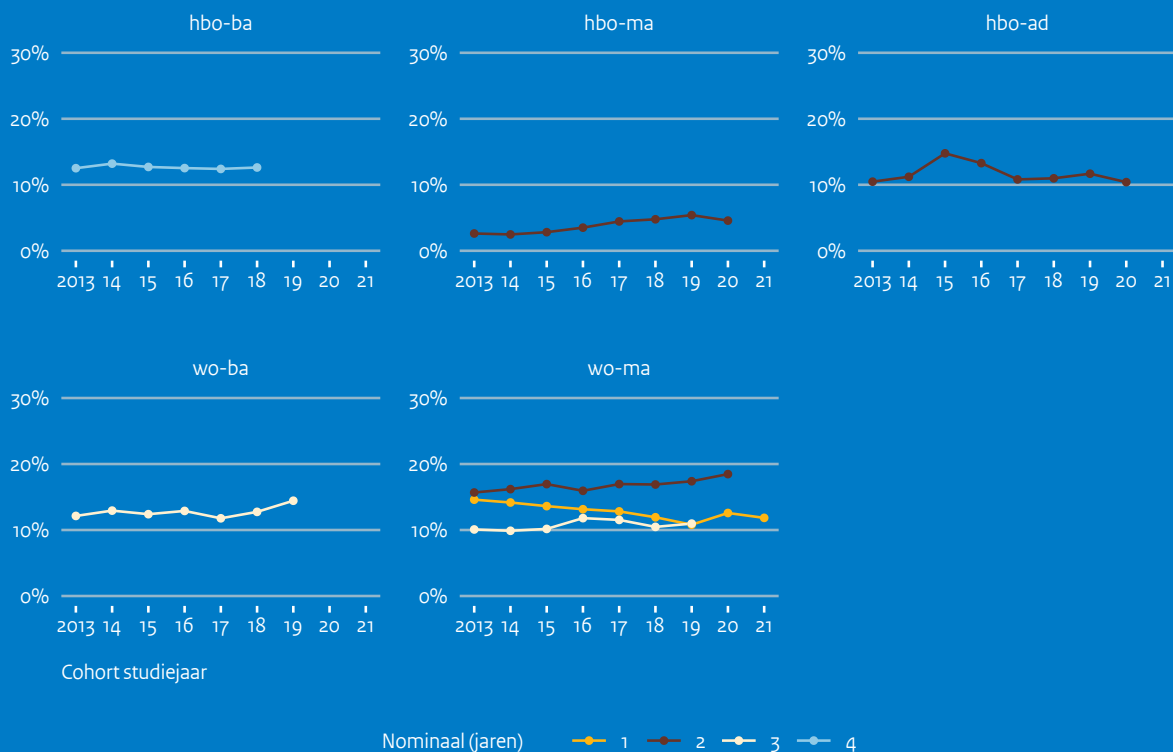 hbo-ba hbo-ma hbo-ad
30% 30% 30%
20% 20% 20%
10% 10% 10%
0% 0% 0%
2013 14 15 16 17 18 19 20 21 2013 14 15 16 17 18 19 20 21 2013 14 15 16 17 18 19 20 21
wo-ba wo-ma
30% 30%
20% 20%
10% 10%
0% 0%
2013 14 15 16 17 18 19 20 21 2013 14 15 16 17 18 19 20 21
Cohort studiejaar
Nominaal (jaren) 1 2 3 4